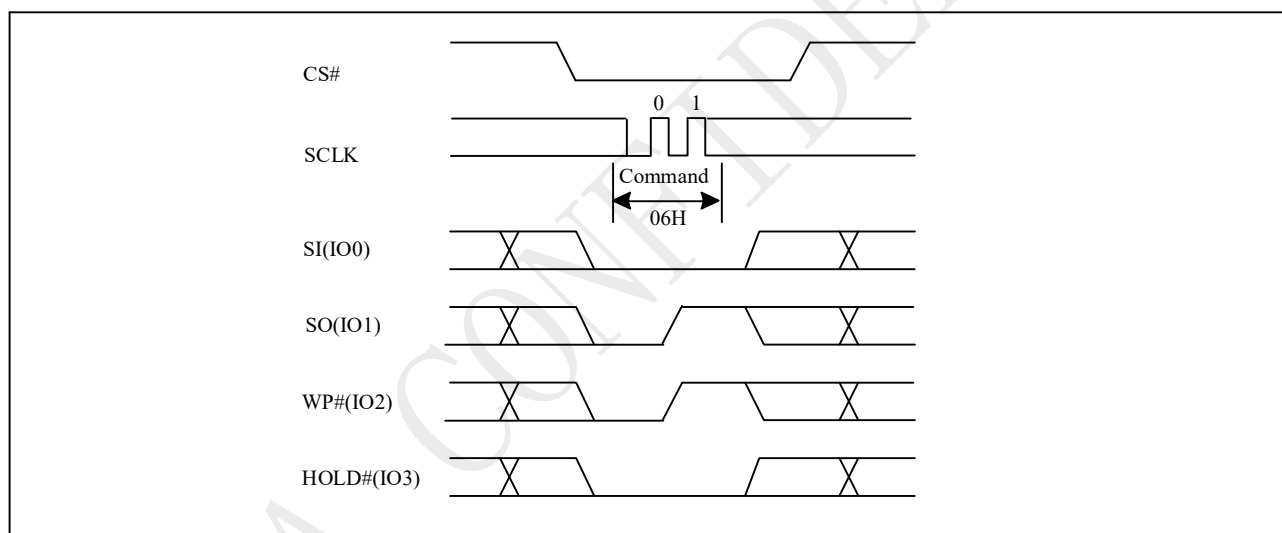 CS#
0 1
SCLK
Command
06H
SI(IO0)
SO(IO1)
WP#(IO2)
HOLD#(IO3)